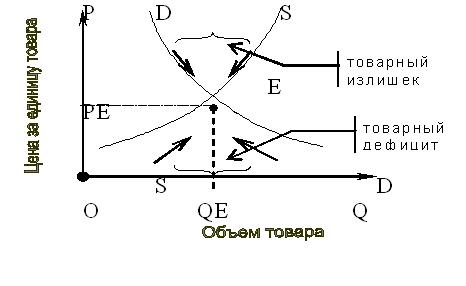 P
D
S
товарный
излишек
E
PE
товарный
дефицит
Цена за единицу товара
S
D
O
QE
Q
Объем товара